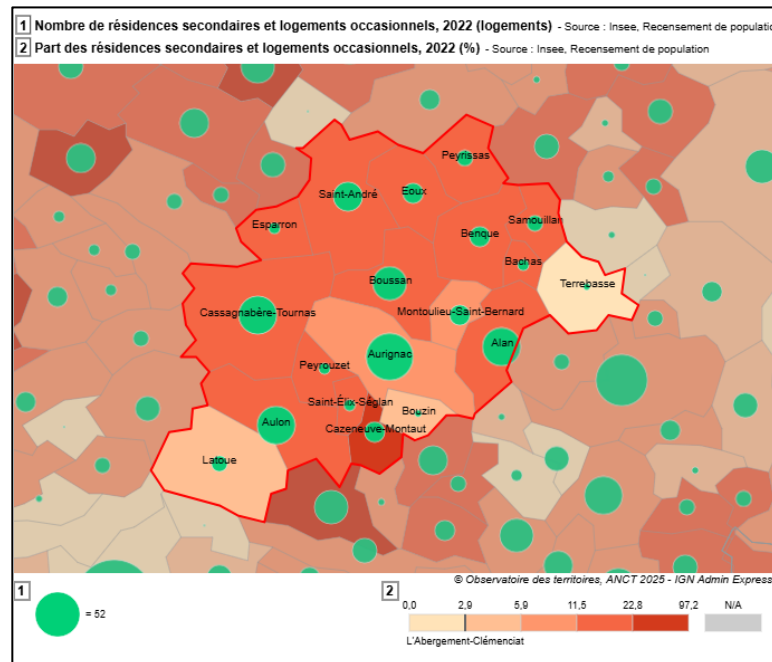 1 Nombre de résidences secondaires et logements occasionnels, 2022 (logements) - Source : Insee, Recensement de populatio
2 Part des résidences secondaires et logements occasionnels, 2022 (%) - Source : Insee, Recensement de population
Peyrissas
Saint-André
Eoux
Esparron
Samouillan
Benque
Bachas
Boussan
Terrebasse
Cassagnabère-Tournas
Montoulieu-Saint-Bernard
Alan
Aurignac
Peyrouzet
Saint-Élix-Séglan
Bouzin
Aulon
Cazeneuve-Montaut
Latoue
© Observatoire des territoires, ANCT 2025 - IGN Admin Express
1
= 52
2
0,0 2,9 5,9 11,5 22,8 97,2 N/A
L'Abergement-Clémenciat